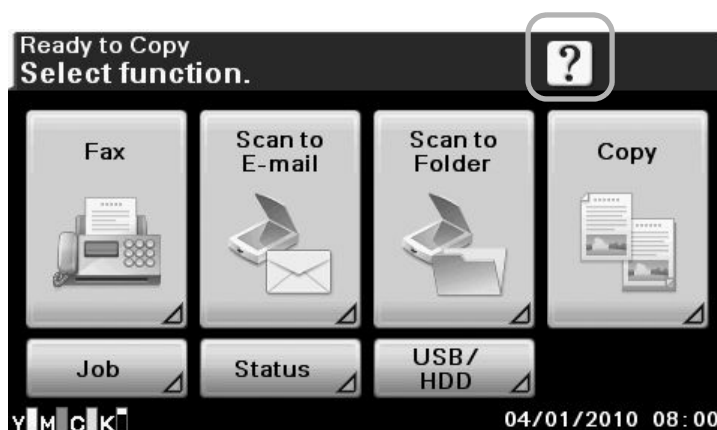 Ready to Copy
Select function.
?
Fax
Scan to
E-mail
Scan to
Folder
Copy
Job
Status
USB/
HDD
Y M C K
04/01/2010 08:00